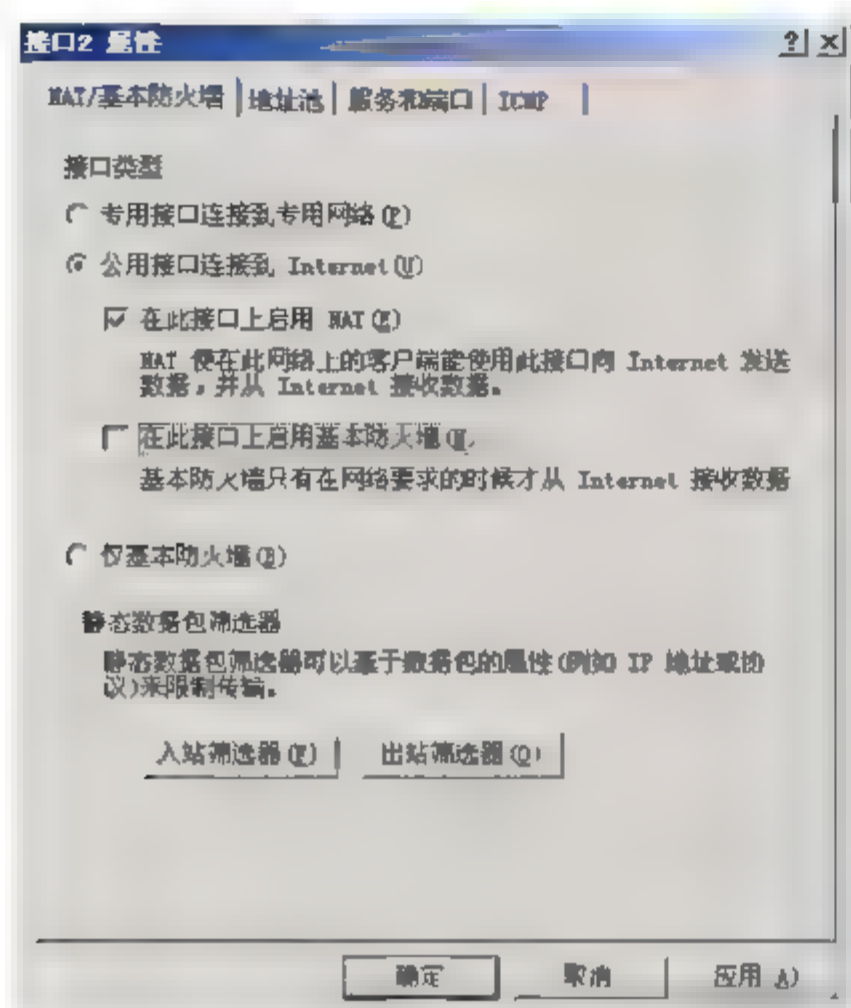 接口2 属性
NAT/基本防火墙 地址池 服务和端口 ICMP
接口类型
专用接口连接到专用网络(P)
公用接口连接到 Internet(U)
在此接口上启用 NAT(E)
NAT 使在此网络上的客户端能使用此接口向 Internet 发送
数据,并从 Internet 接收数据。
在此接口上启用基本防火墙(N)
基本防火墙只有在网络要求的时候才从 Internet 接收数据
仅基本防火墙(B)
静态数据包筛选器
静态数据包筛选器可以基于数据包的属性(例如 IP 地址或协
议)来限制传输。
入站筛选器(F) 出站筛选器(O)
确定 取消 应用 A)